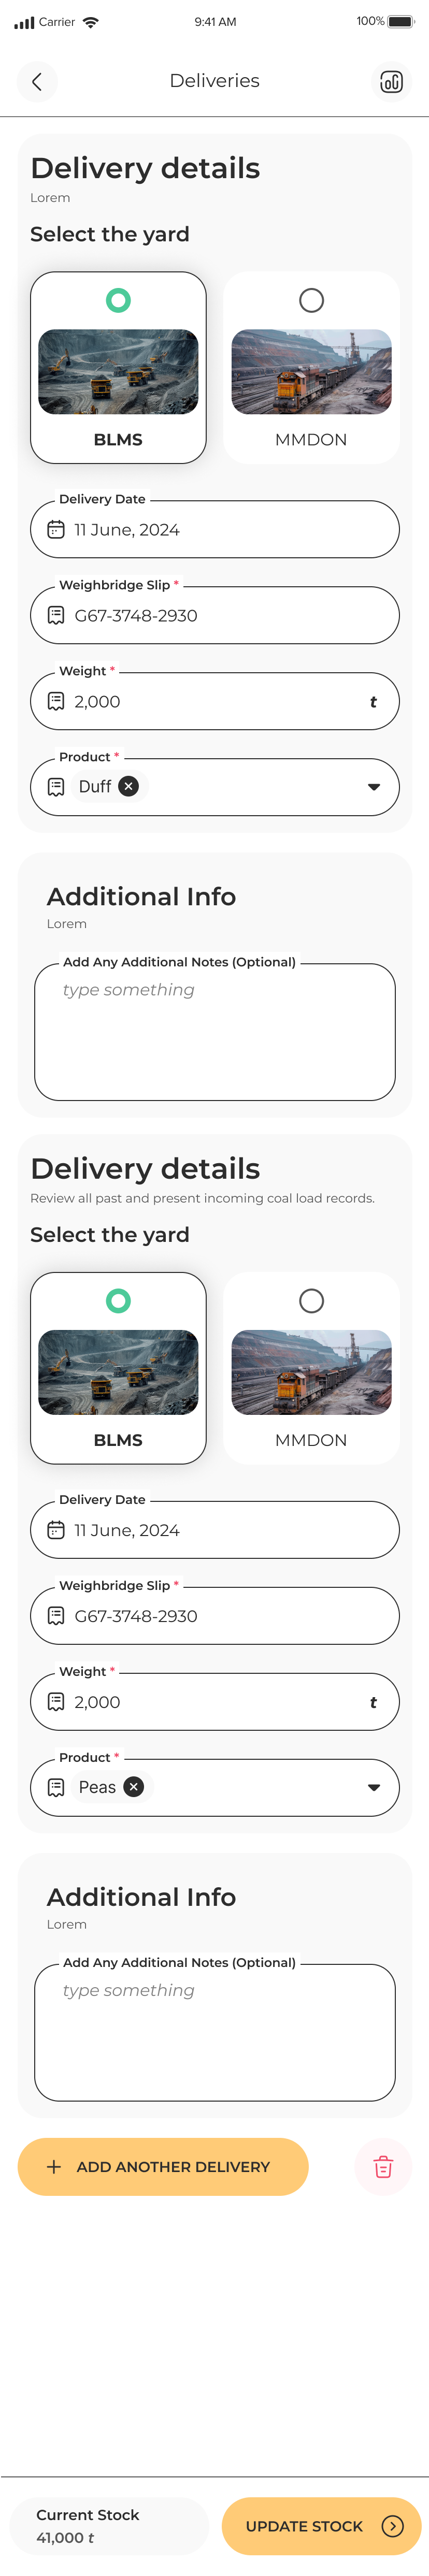 Carrier 9:41 AM 100%
Deliveries
Delivery details
Lorem
Select the yard
BLMS MMDON
Delivery Date
11 June, 2024
Weighbridge Slip *
G67-3748-2930
Weight *
2,000 t
Product *
Duff
Additional Info
Lorem
Add Any Additional Notes (Optional)
type something
Delivery details
Review all past and present incoming coal load records.
Select the yard
BLMS MMDON
Delivery Date
11 June, 2024
Weighbridge Slip *
G67-3748-2930
Weight *
2,000 t
Product *
Peas
Additional Info
Lorem
Add Any Additional Notes (Optional)
type something
ADD ANOTHER DELIVERY
Current Stock
41,000 t
UPDATE STOCK